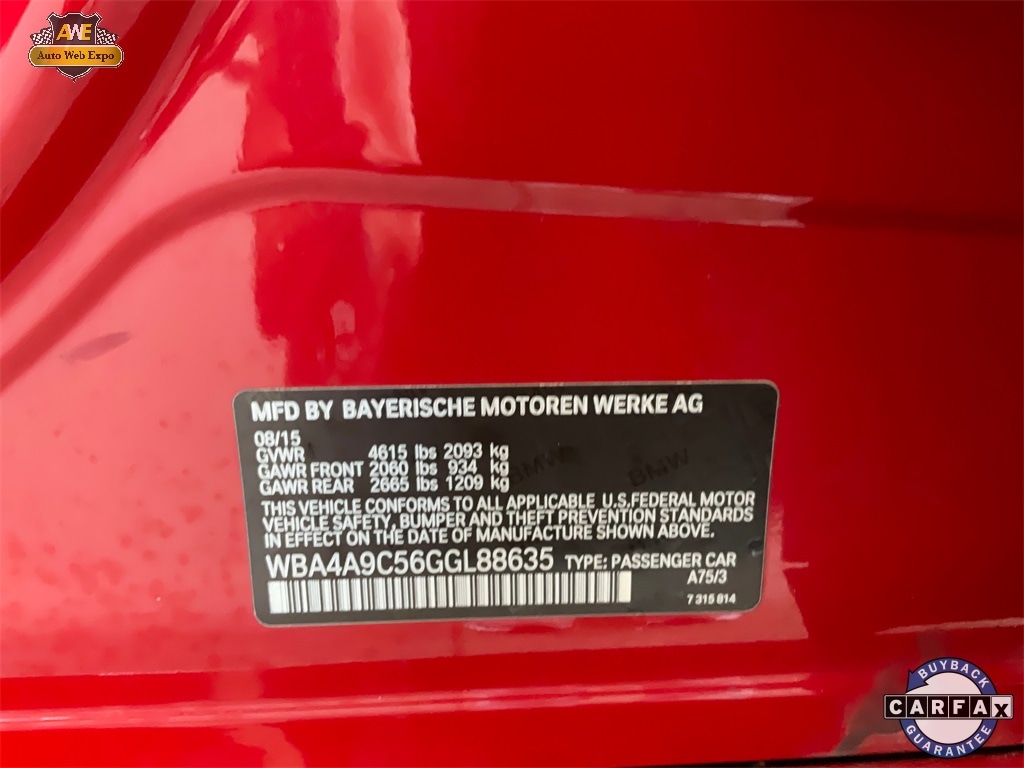 AWE
Auto Web Expo
MFD BY BAYERISCHE MOTOREN WERKE AG
08/15
GVWR 4615 lbs 2093 kg
GAWR FRONT 2060 lbs 934 kg
GAWR REAR 2665 lbs 1209 kg
THIS VEHICLE CONFORMS TO ALL APPLICABLE U.S.FEDERAL MOTOR
VEHICLE SAFETY, BUMPER AND THEFT PREVENTION STANDARDS
IN EFFECT ON THE DATE OF MANUFACTURE SHOWN ABOVE.
WBA4A9C56GGL88635 TYPE: PASSENGER CAR
A75/3
7 315 814
BMW BMW
BUYBACK
CARFAX
GUARANTEE